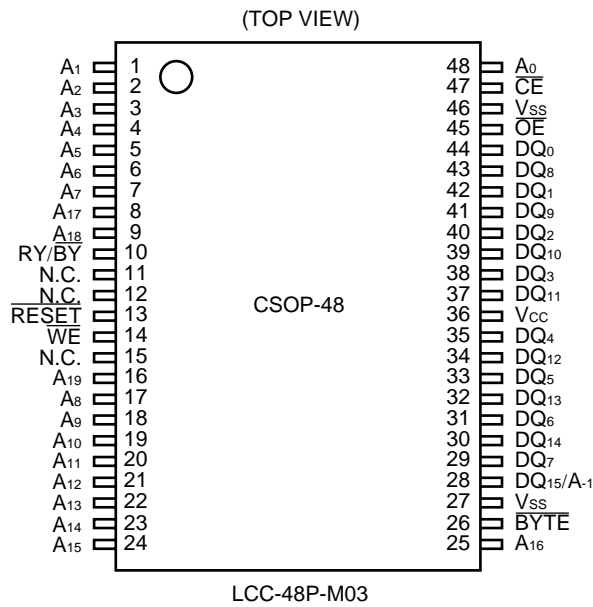 (TOP VIEW)
A1 1 48 A0
A2 2 47 CE
A3 3 46 VSS
A4 4 45 OE
A5 5 44 DQ0
A6 6 43 DQ8
A7 7 42 DQ1
A17 8 41 DQ9
A18 9 40 DQ2
RY/BY 10 39 DQ10
N.C. 11 38 DQ3
N.C. 12 37 DQ11
RESET 13 CSOP-48 36 VCC
WE 14 35 DQ4
N.C. 15 34 DQ12
A19 16 33 DQ5
A8 17 32 DQ13
A9 18 31 DQ6
A10 19 30 DQ14
A11 20 29 DQ7
A12 21 28 DQ15/A-1
A13 22 27 VSS
A14 23 26 BYTE
A15 24 25 A16
LCC-48P-M03